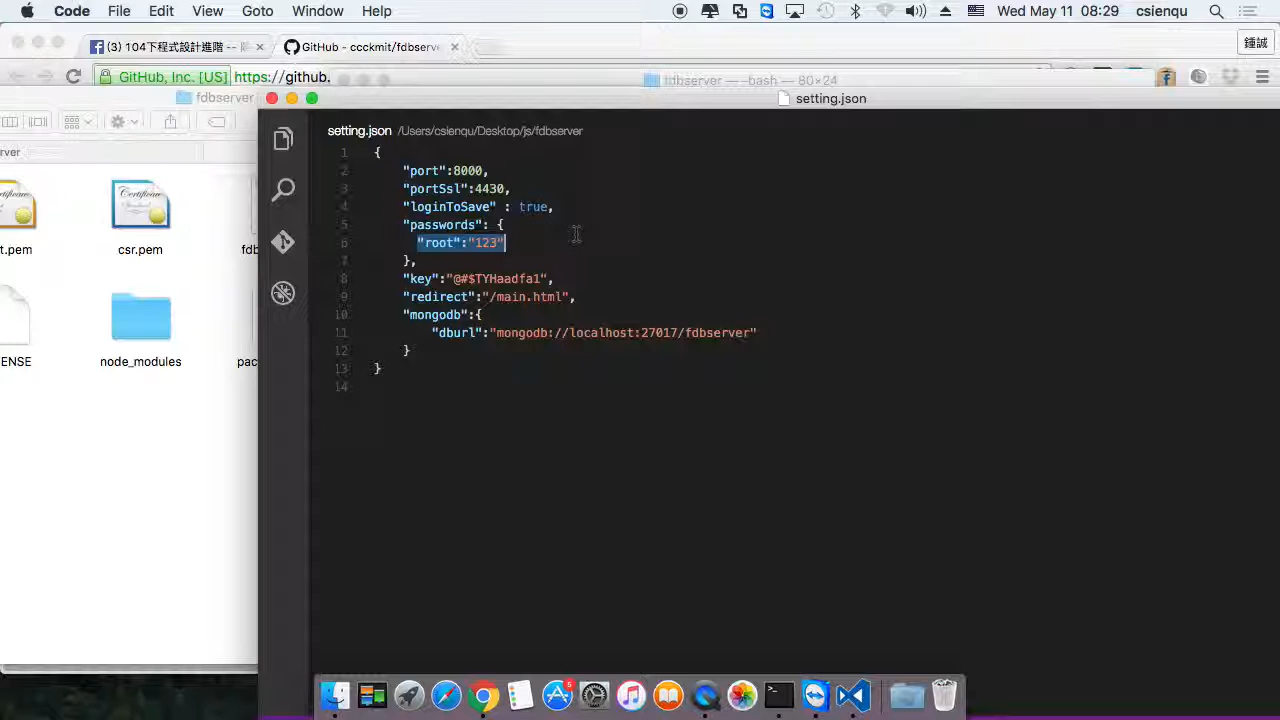 Code File Edit View Goto Window Help Wed May 11 08:29 csienqu
(3) 104下程式設計進階 -- GitHub - ccckmit/fdbserve
鍾誠
GitHub, Inc. [US] https://github.
fdbserver — -bash — 80×24
fdbserver
setting.json
setting.json /Users/csienqu/Desktop/js/fdbserver
1 {
2 "port":8000,
3 "portSsl":4430,
4 "loginToSave" : true,
5 "passwords": {
6 "root":"123"
7 },
8 "key":"@#$TYHaadfa1",
9 "redirect":"/main.html",
10 "mongodb":{
11 "dburl":"mongodb://localhost:27017/fdbserver"
12 }
13 }
14
rver
Certificate
t.pem csr.pem fdb
ENSE node_modules pac
5